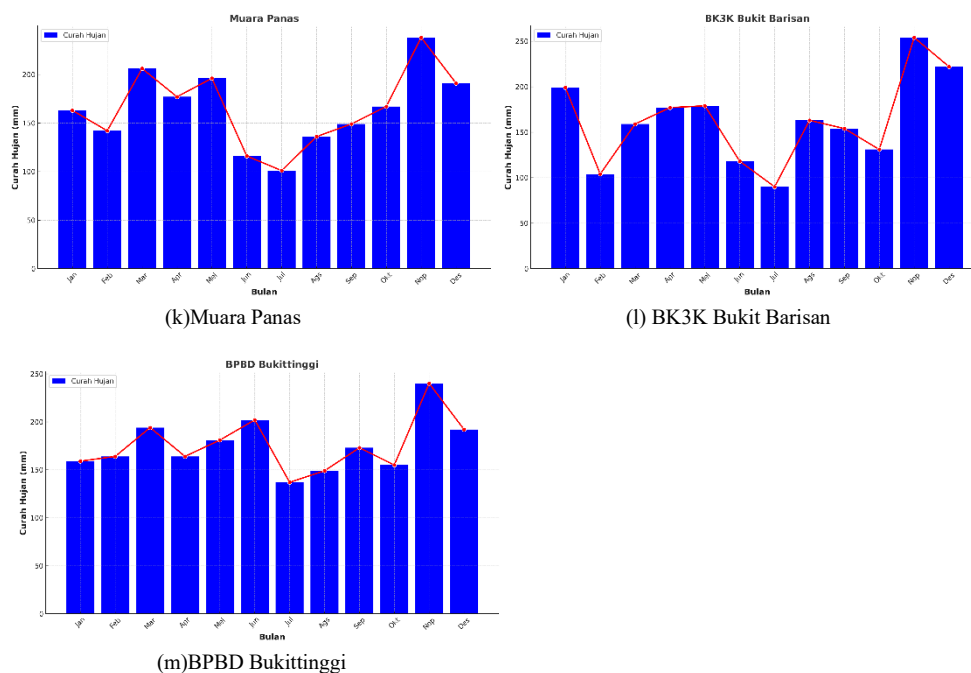 Muara Panas
Curah Hujan
Curah Hujan (mm)
200
150
100
50
0
Jan Feb Mar Apr Mei Jun Jul Ags Sep Okt Nop Des
Bulan
(k)Muara Panas
BK3K Bukit Barisan
Curah Hujan
Curah Hujan (mm)
250
200
150
100
50
0
Jan Feb Mar Apr Mei Jun Jul Ags Sep Okt Nop Des
Bulan
(l) BK3K Bukit Barisan
BPBD Bukittinggi
Curah Hujan
Curah Hujan (mm)
250
200
150
100
50
0
Jan Feb Mar Apr Mei Jun Jul Ags Sep Okt Nop Des
Bulan
(m)BPBD Bukittinggi